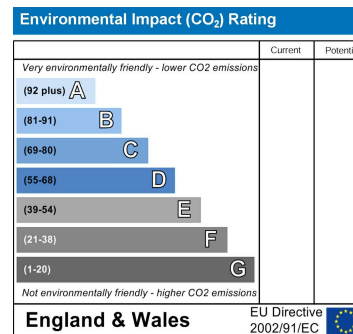 Environmental Impact (CO₂) Rating
Current Potenti
Very environmentally friendly - lower CO2 emissions
(92 plus) A
(81-91) B
(69-80) C
(55-68) D
(39-54) E
(21-38) F
(1-20) G
Not environmentally friendly - higher CO2 emissions
England & Wales
EU Directive
2002/91/EC